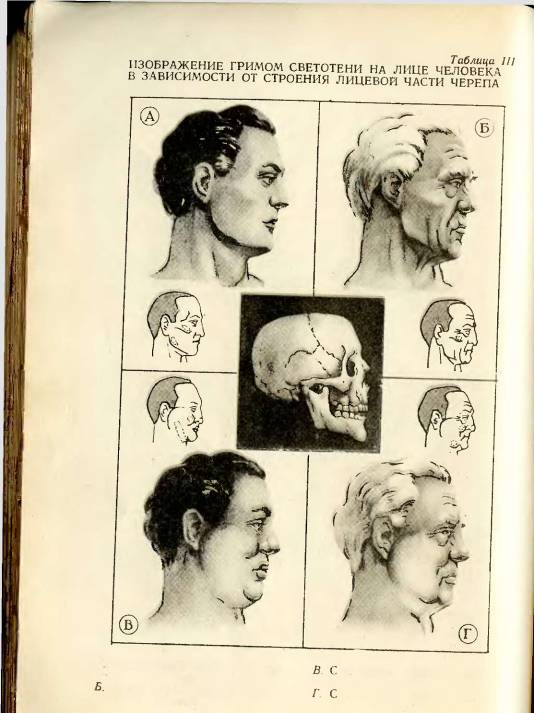 Таблица III
ИЗОБРАЖЕНИЕ ГРИМОМ СВЕТОТЕНИ НА ЛИЦЕ ЧЕЛОВЕКА
В ЗАВИСИМОСТИ ОТ СТРОЕНИЯ ЛИЦЕВОЙ ЧАСТИ ЧЕРЕПА
А
Б
В
Г
В. С
Б.
Г. С